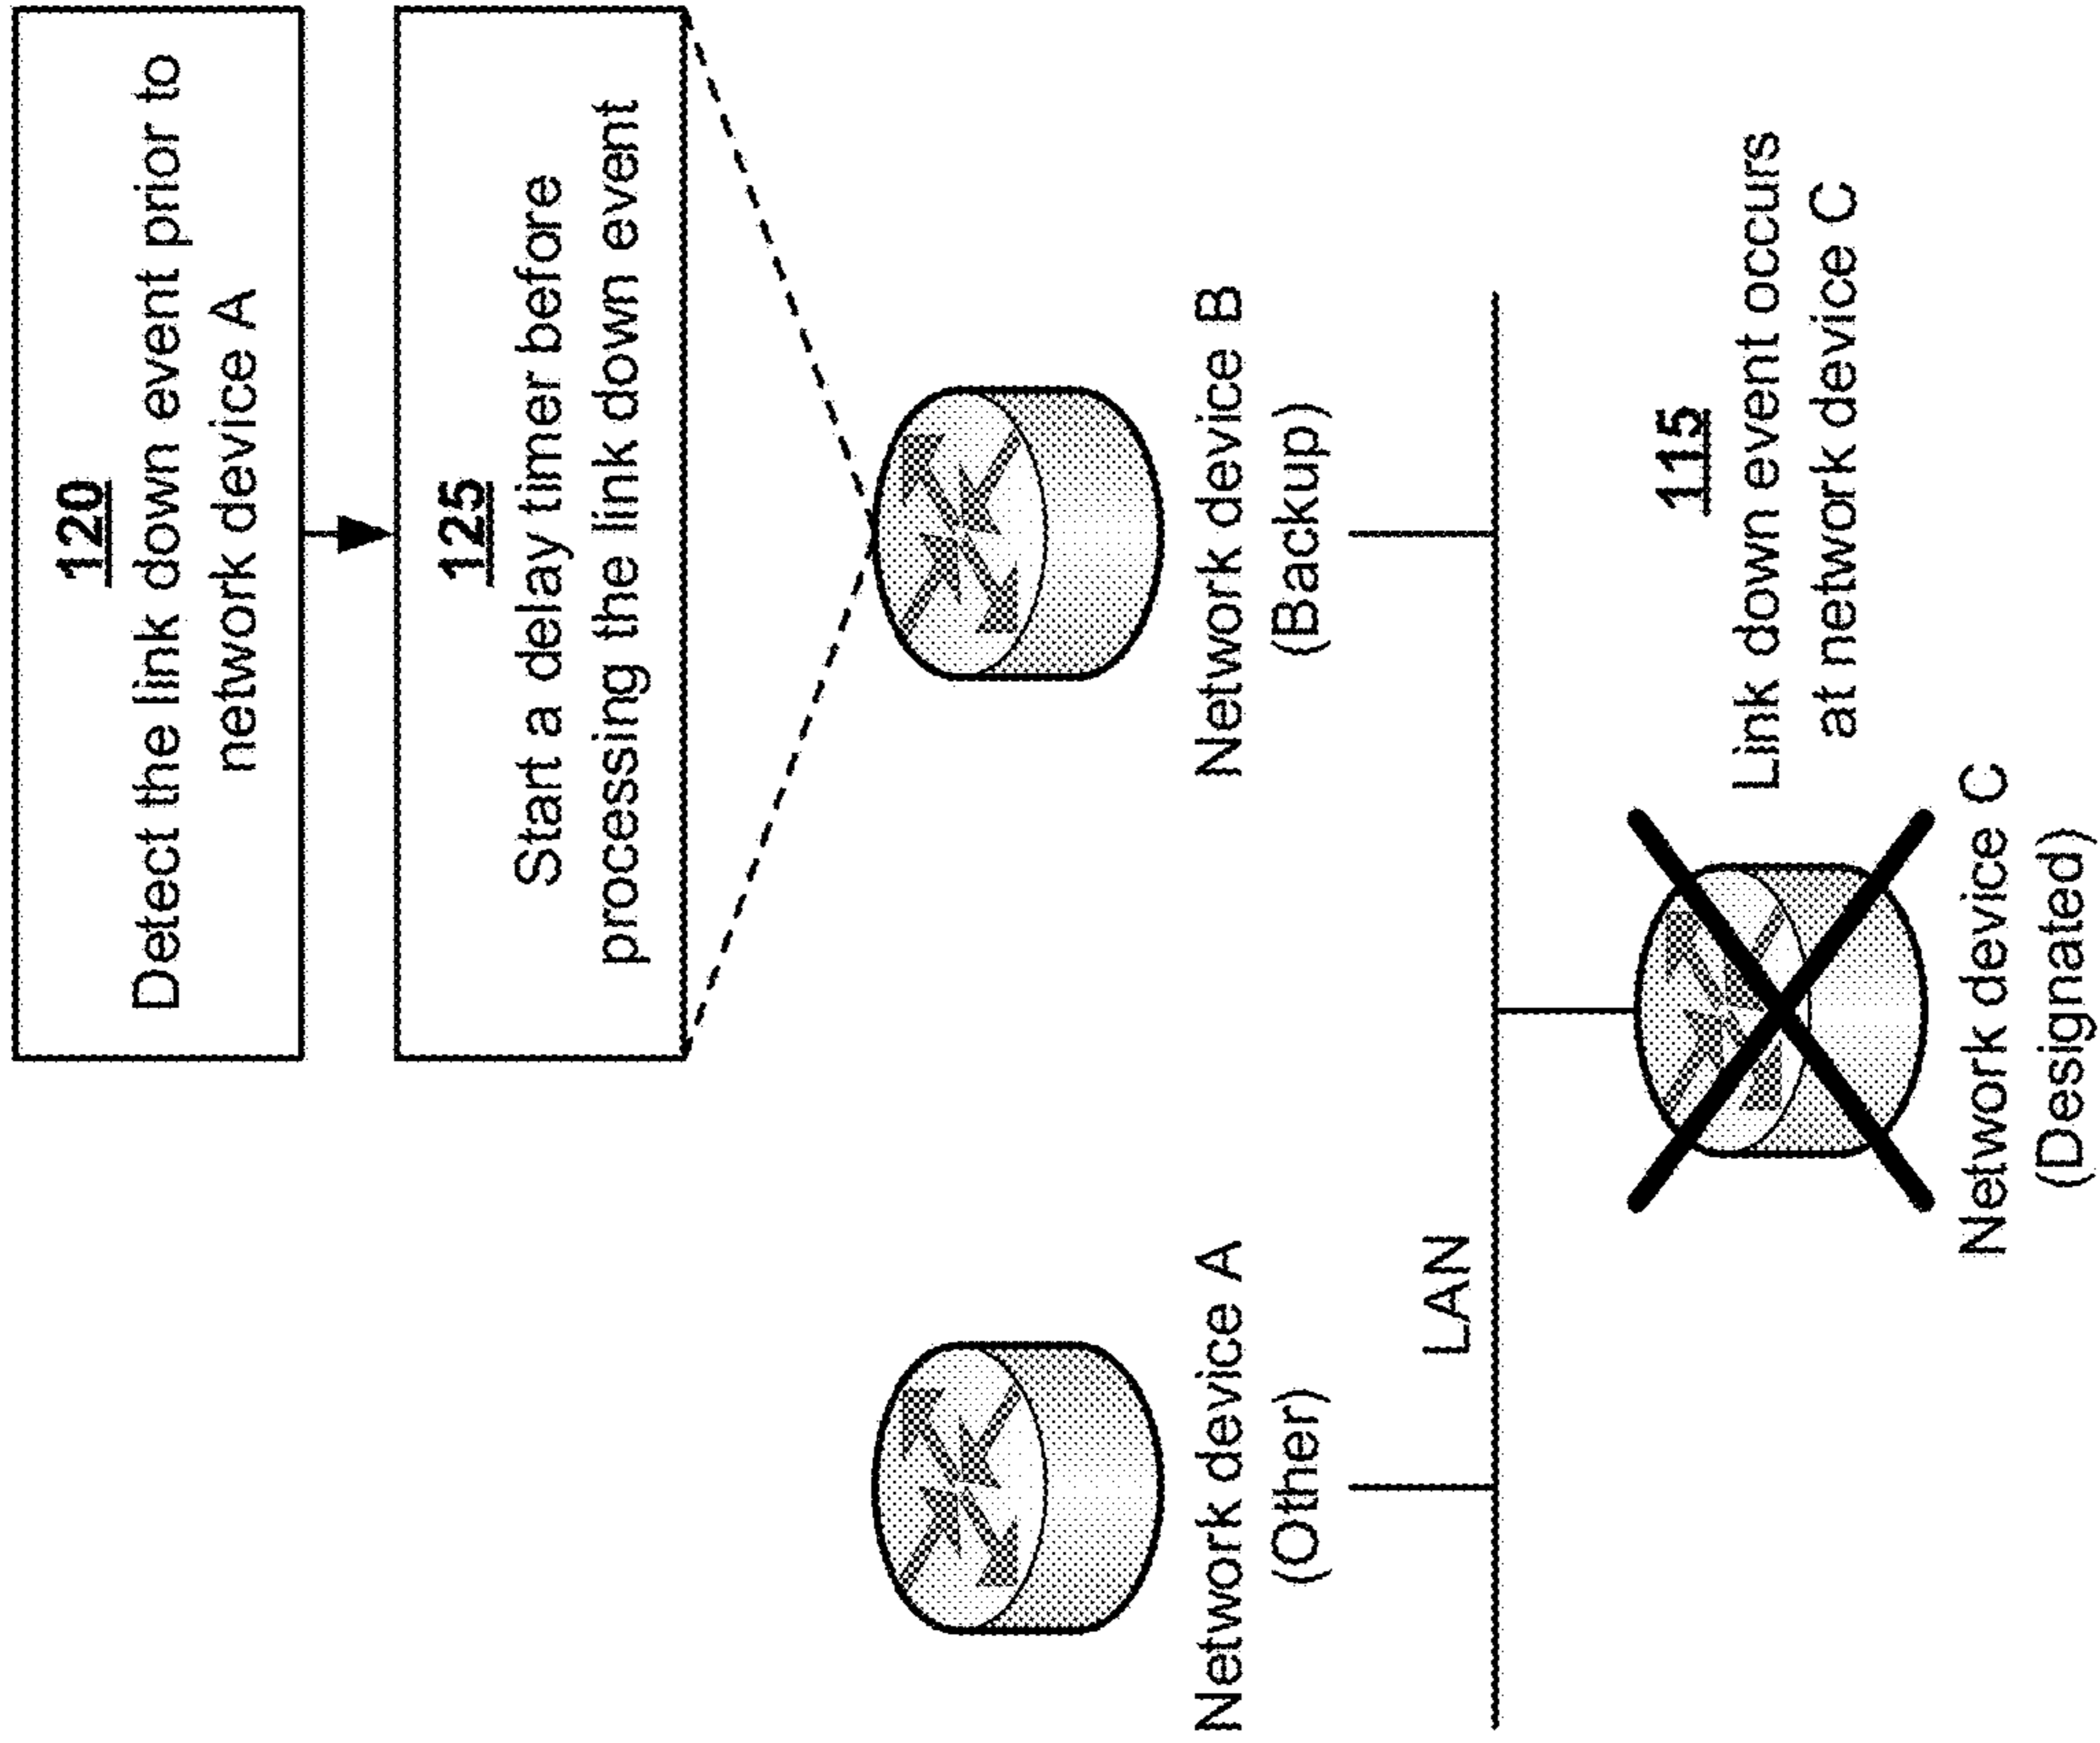 120
Detect the link down event prior to
network device A
125
Start a delay timer before
processing the link down event
Network device A
(Other)
Network device B
(Backup)
LAN
115
Link down event occurs
at network device C
Network device C
(Designated)